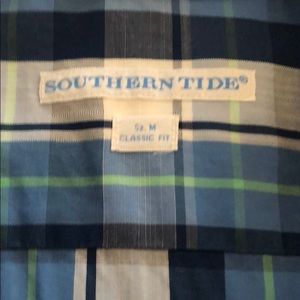 SOUTHERN TIDE®
Sz. M
CLASSIC FIT